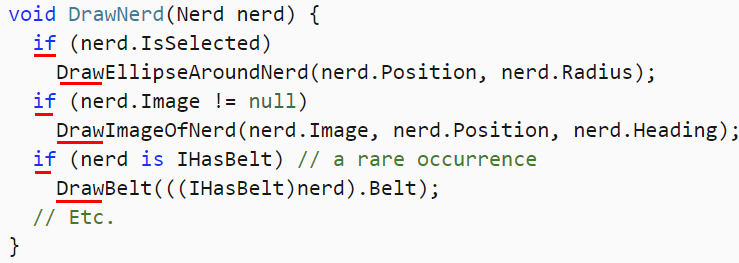 void DrawNerd(Nerd nerd) {
  if (nerd.IsSelected)
    DrawEllipseAroundNerd(nerd.Position, nerd.Radius);
  if (nerd.Image != null)
    DrawImageOfNerd(nerd.Image, nerd.Position, nerd.Heading);
  if (nerd is IHasBelt) // a rare occurrence
    DrawBelt(((IHasBelt)nerd).Belt);
  // Etc.
}